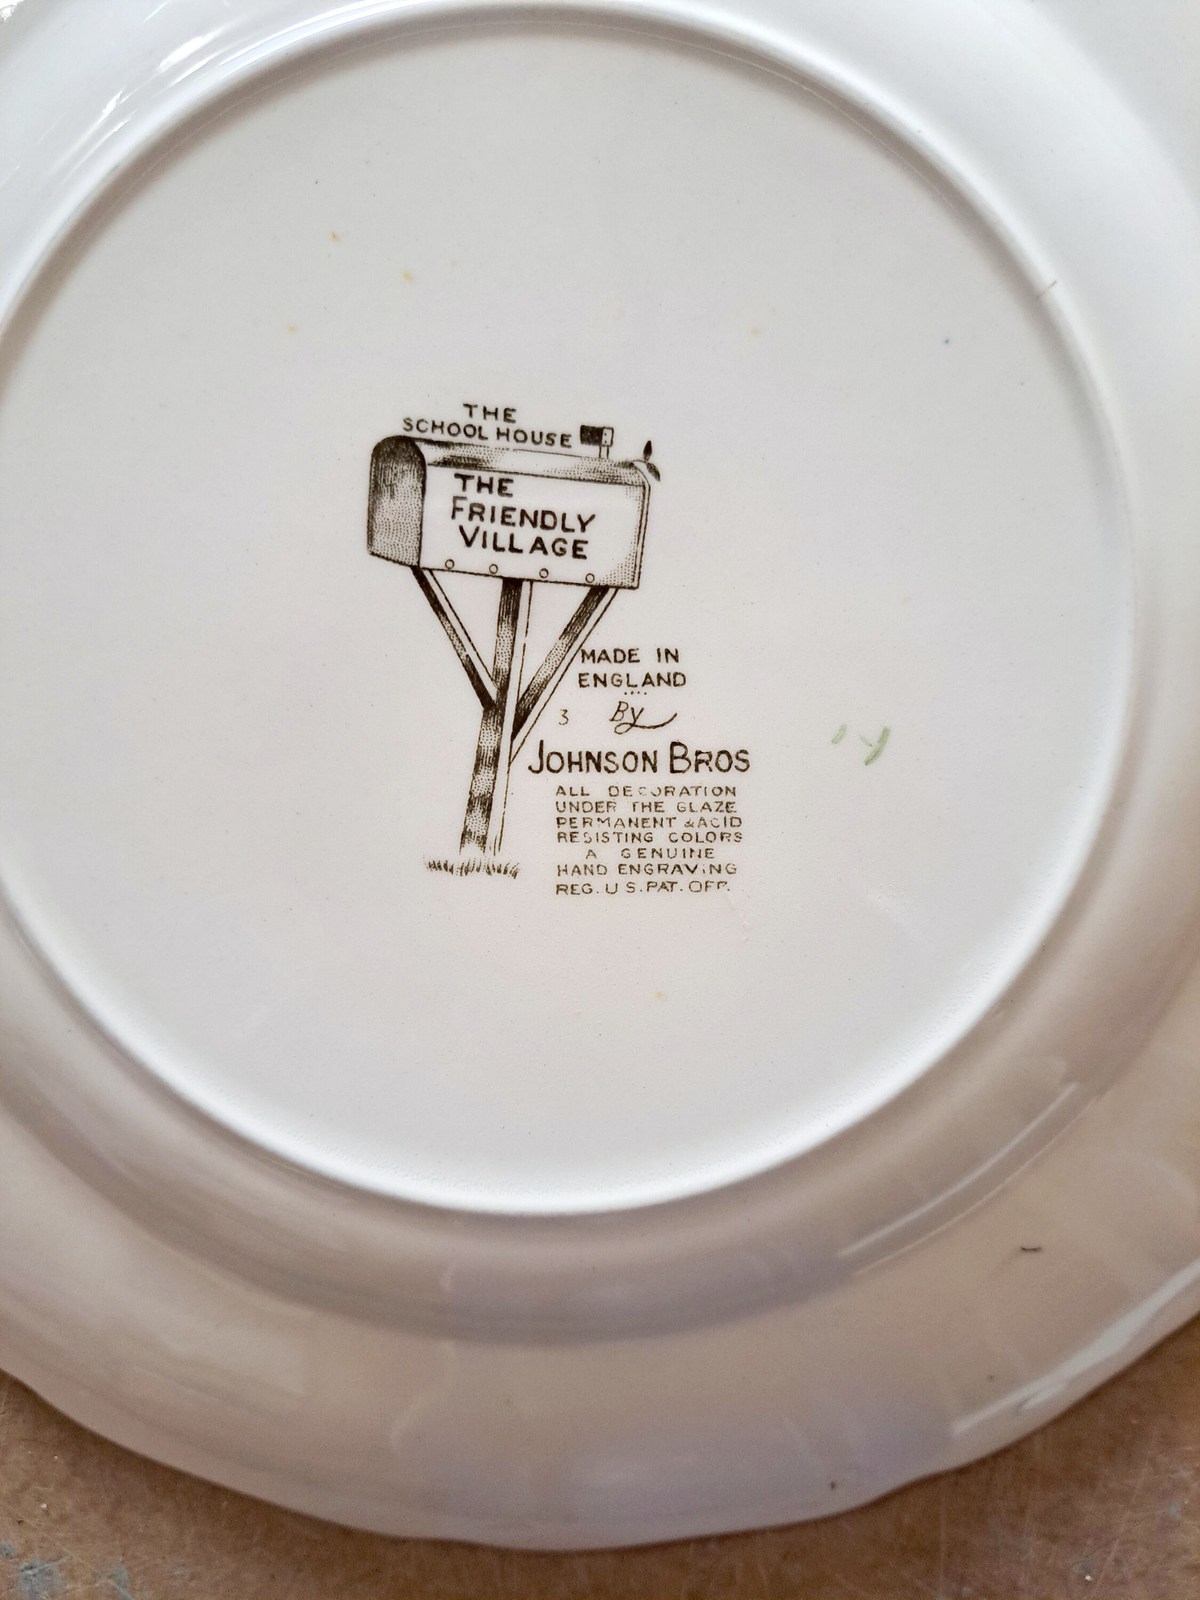 THE
SCHOOL HOUSE
THE
FRIENDLY
VILLAGE
MADE IN
ENGLAND
3 By
JOHNSON BROS
ALL DECORATION
UNDER THE GLAZE
PERMANENT & ACID
RESISTING COLORS
A GENUINE
HAND ENGRAVING
REG. U S. PAT. OFF.